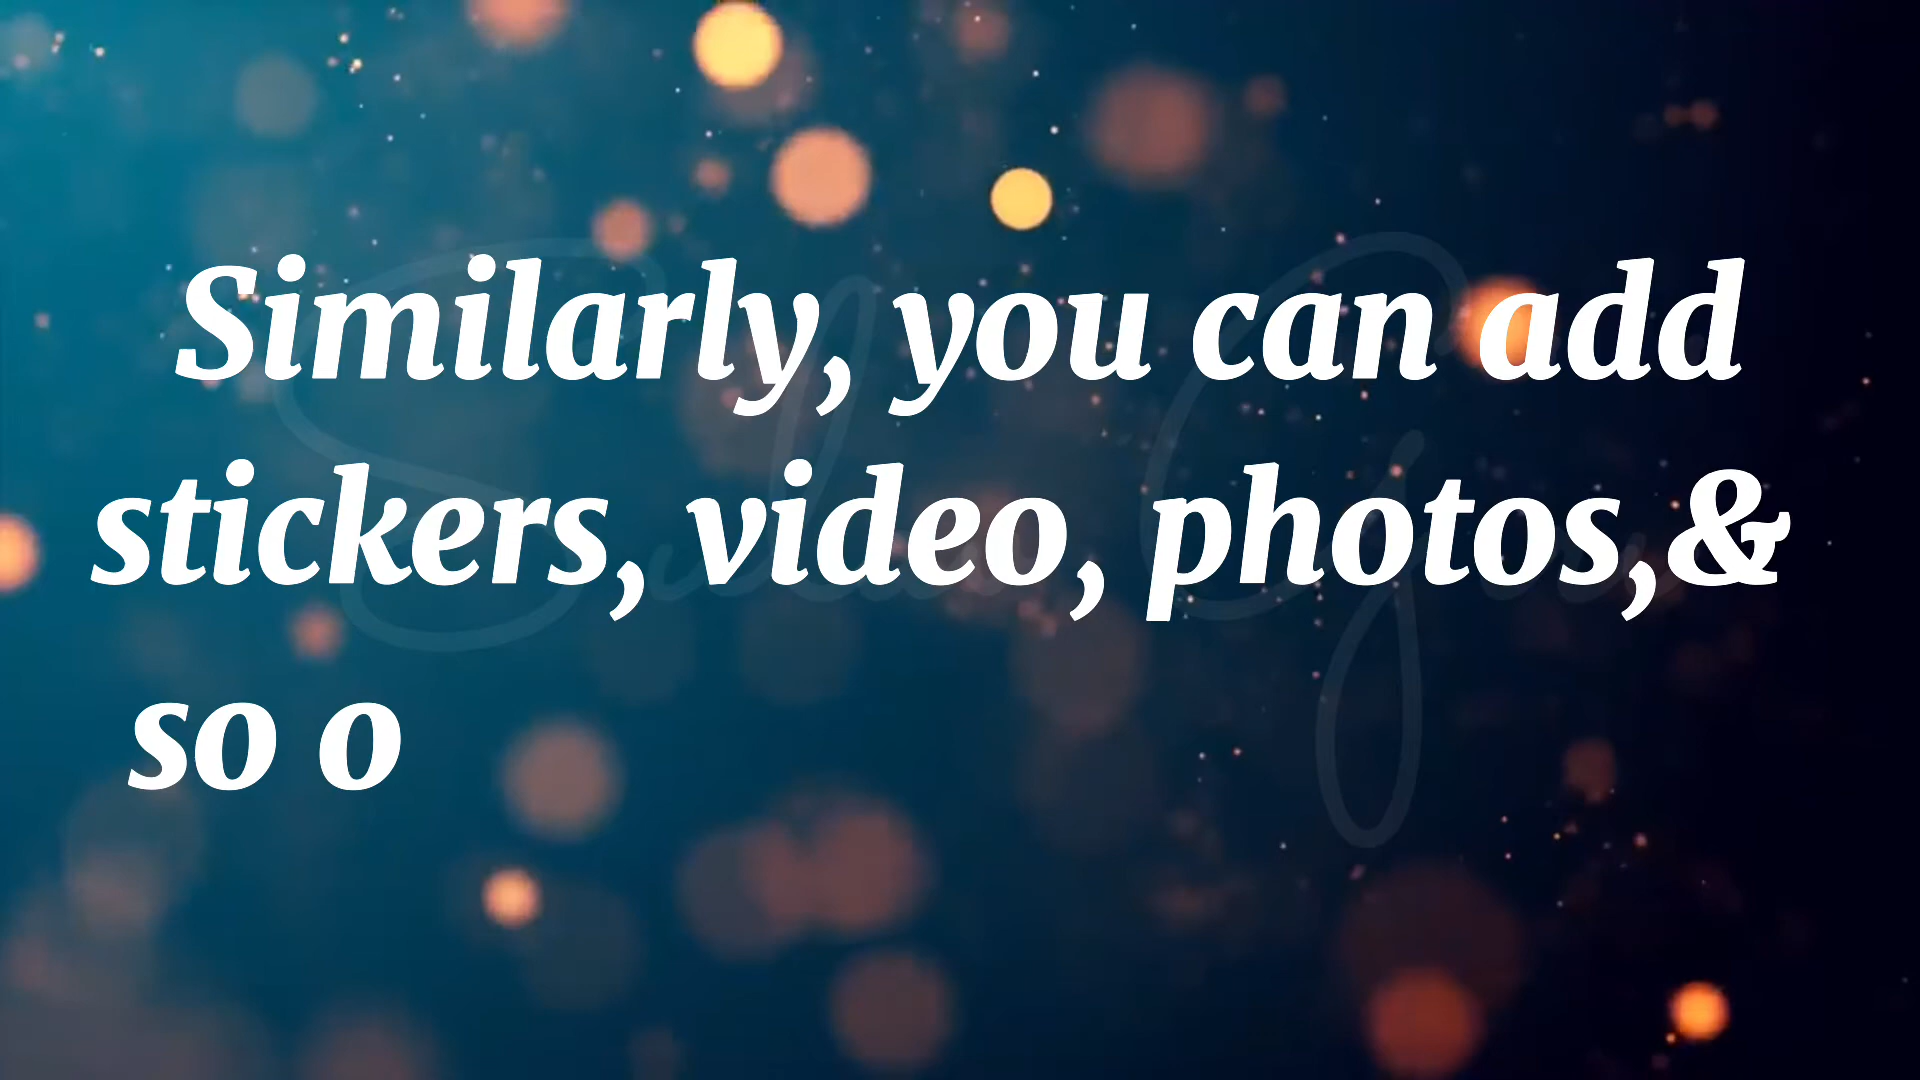 Similarly, you can add
stickers, video, photos,&
so o